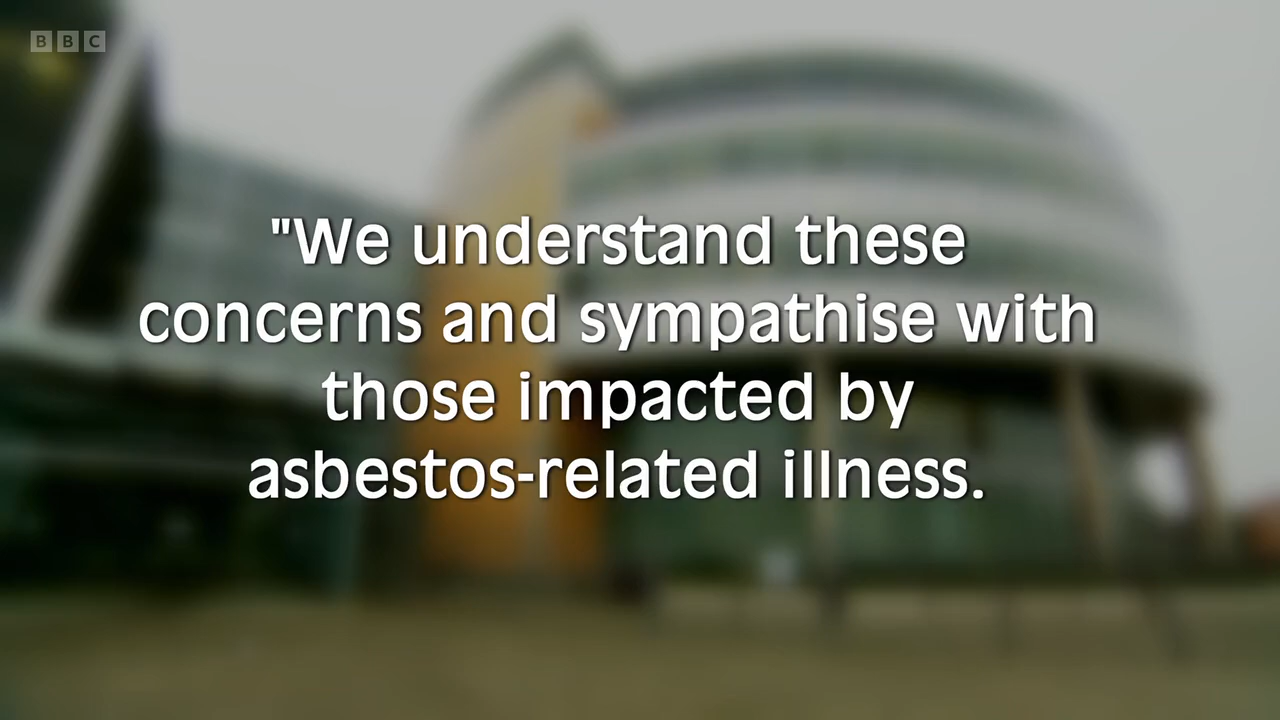 BBC
"We understand these
concerns and sympathise with
those impacted by
asbestos-related illness.